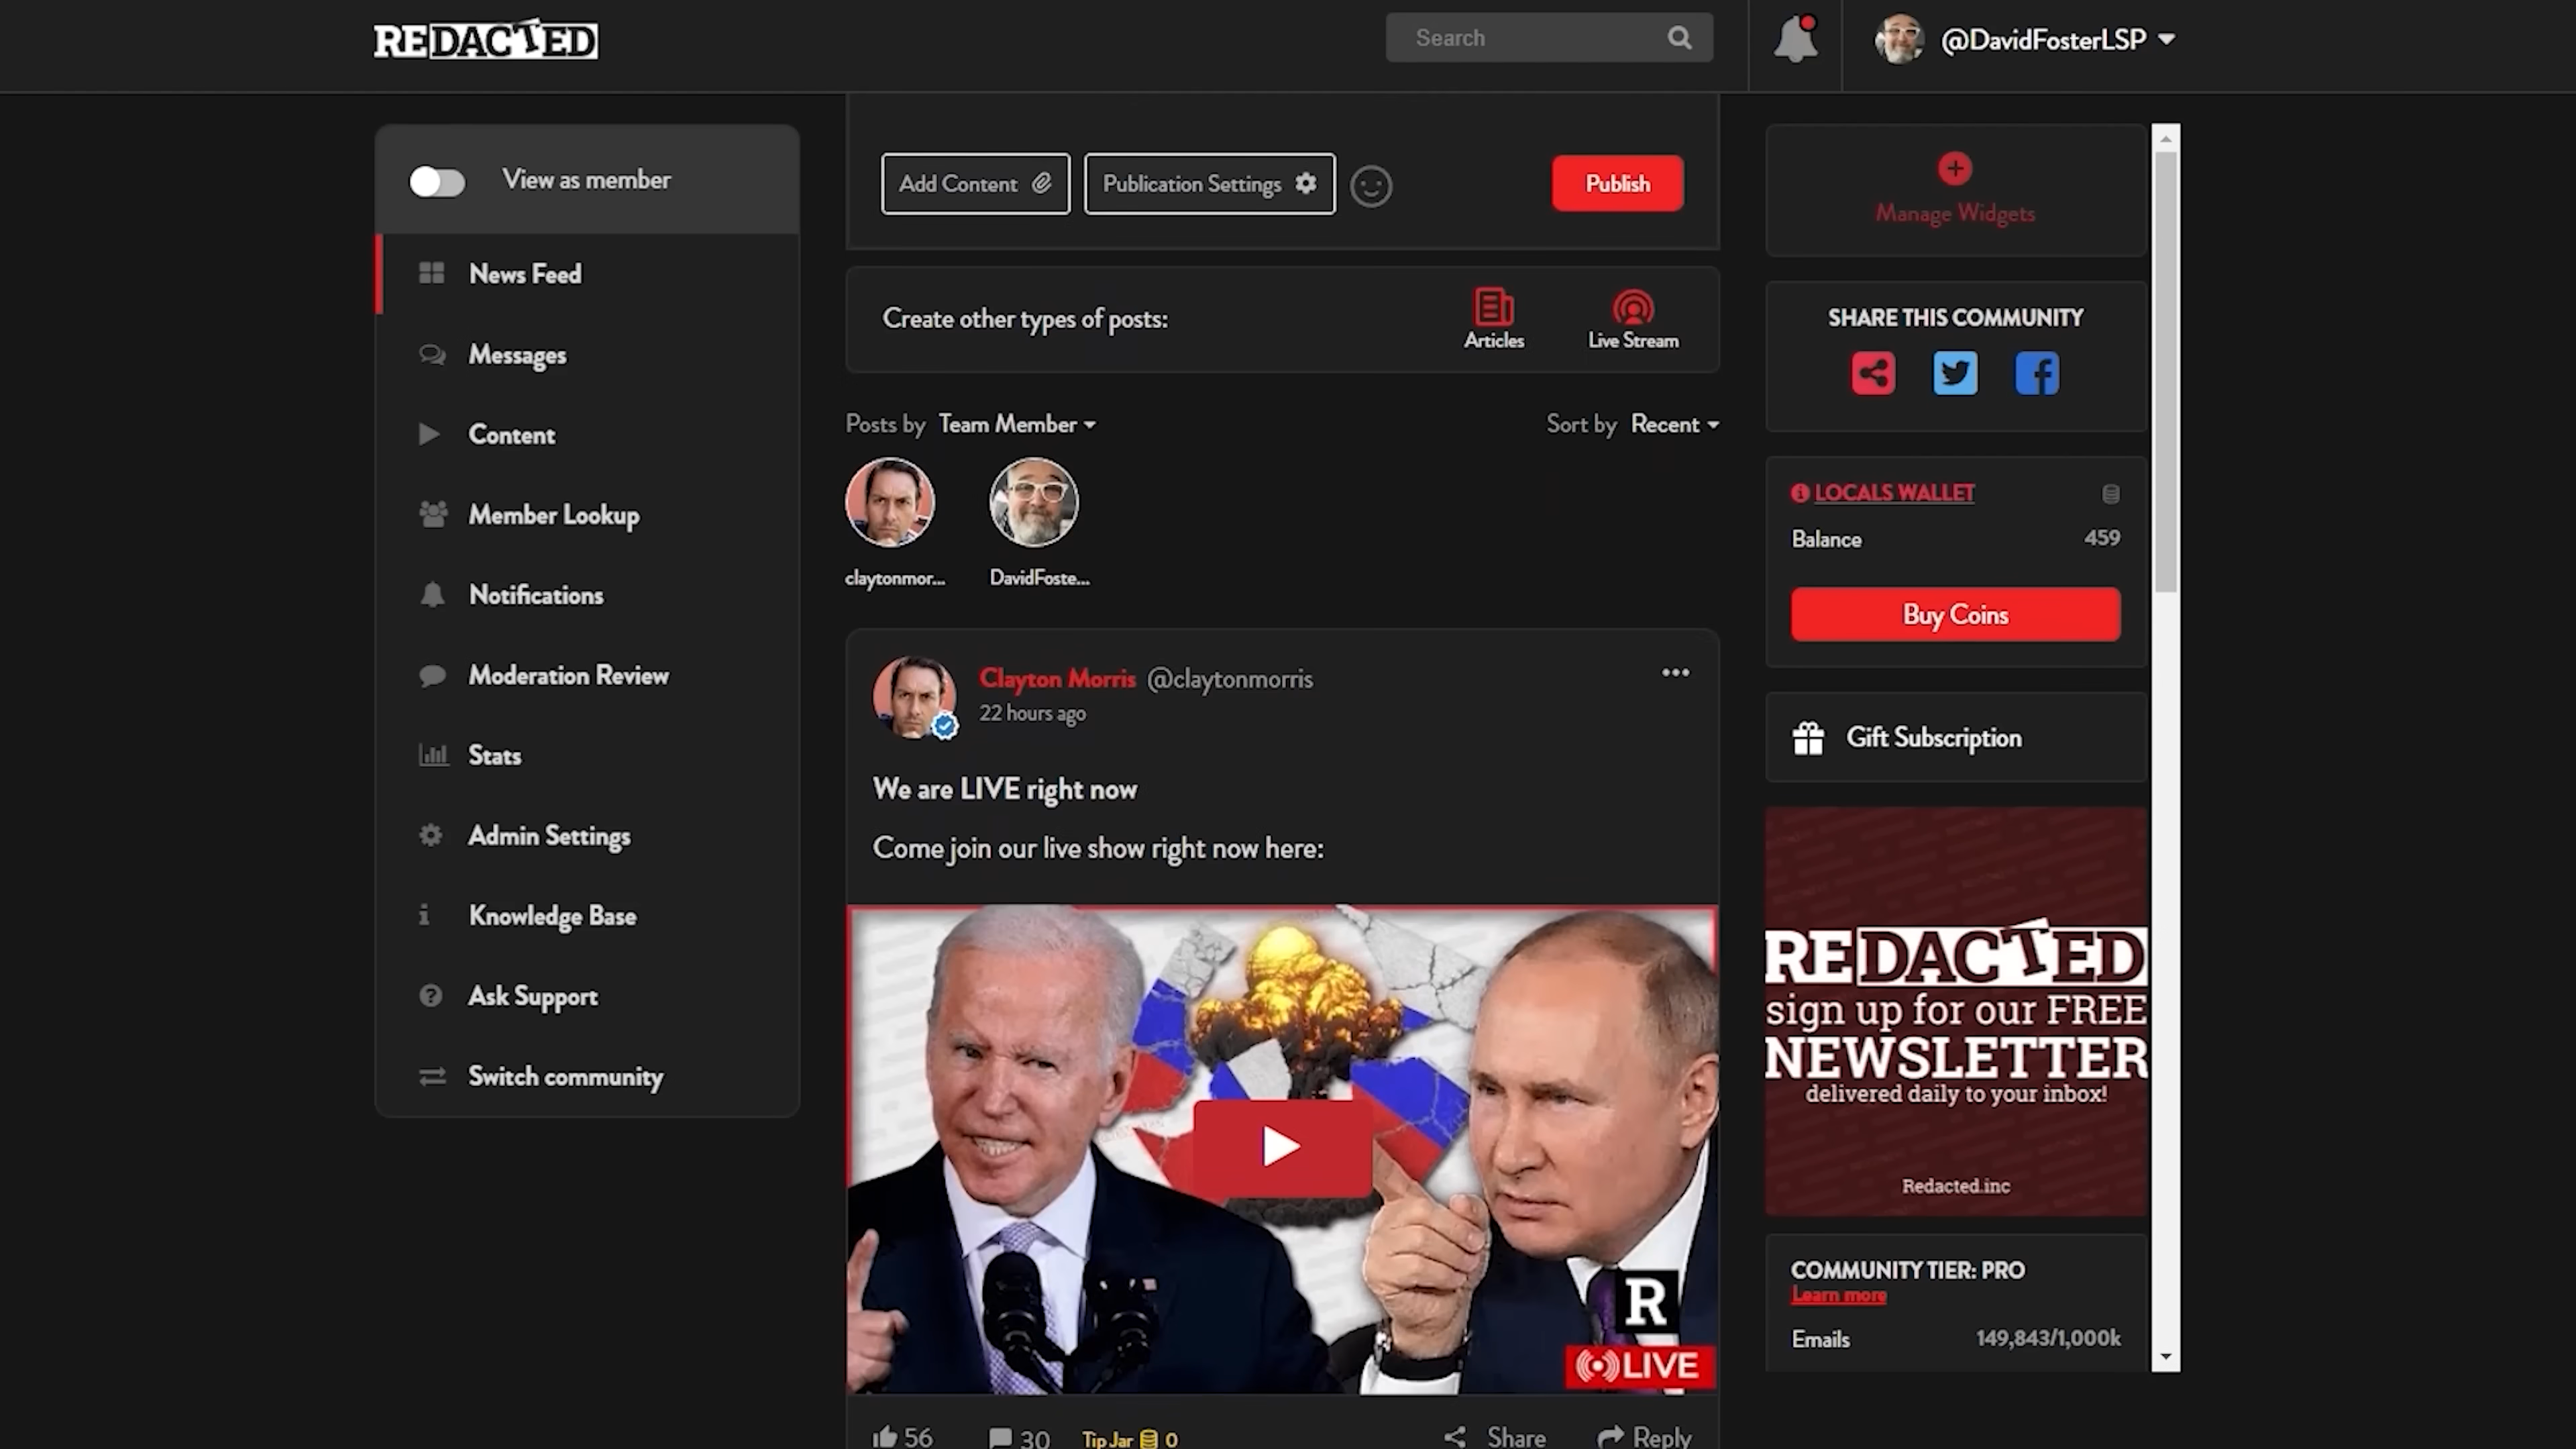 REDACTED
Search
@DavidFosterLSP
View as member
News Feed
Messages
Content
Member Lookup
Notifications
Moderation Review
Stats
Admin Settings
Knowledge Base
Ask Support
Switch community
Add Content
Publication Settings
Publish
Create other types of posts:
Articles
Live Stream
Posts by Team Member
Sort by Recent
claytonmor...
DavidFoste...
Clayton Morris @claytonmorris
22 hours ago
We are LIVE right now
Come join our live show right now here:
R
LIVE
56
30
Tip Jar 0
Share
Reply
Manage Widgets
SHARE THIS COMMUNITY
LOCALS WALLET
Balance 459
Buy Coins
Gift Subscription
REDACTED
sign up for our FREE
NEWSLETTER
delivered daily to your inbox!
Redacted.inc
COMMUNITY TIER: PRO
Learn more
Emails 149,843/1,000k